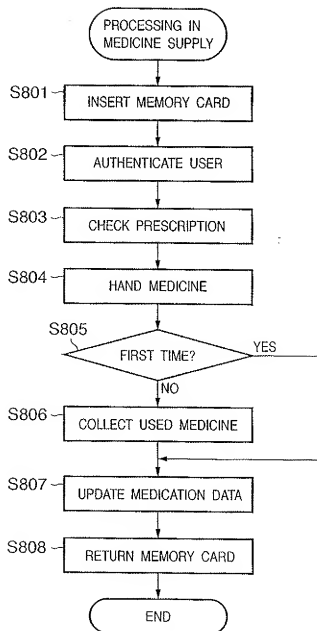 PROCESSING IN
MEDICINE SUPPLY
S801
INSERT MEMORY CARD
S802
AUTHENTICATE USER
S803
CHECK PRESCRIPTION
S804
HAND MEDICINE
S805
FIRST TIME?
YES
NO
S806
COLLECT USED MEDICINE
S807
UPDATE MEDICATION DATA
S808
RETURN MEMORY CARD
END